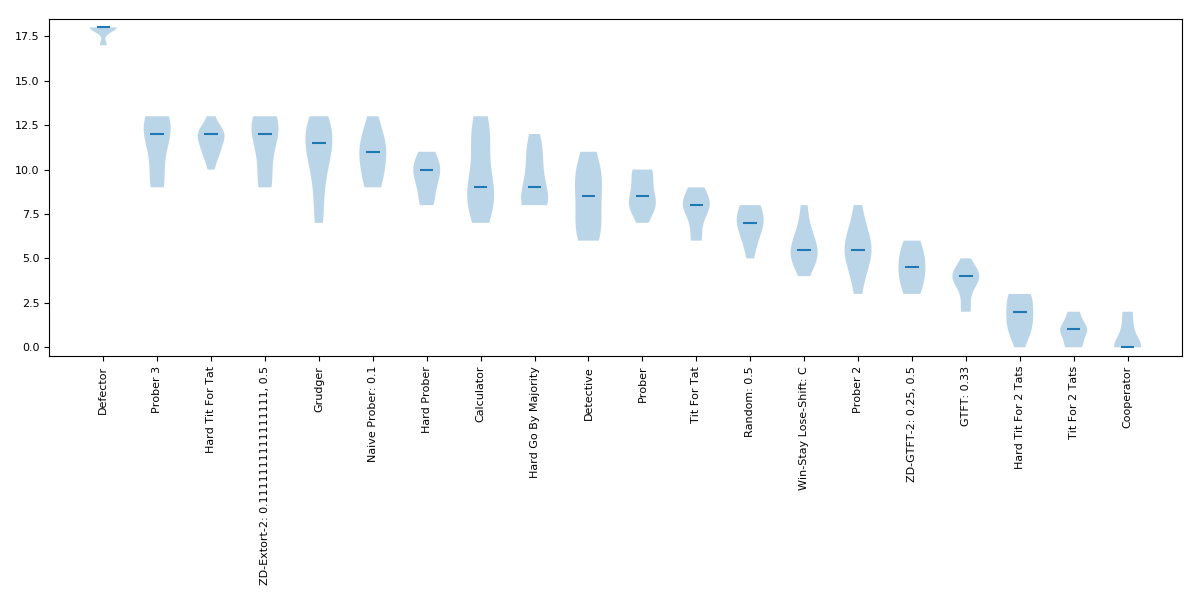 17.5
15.0
12.5
10.0
7.5
5.0
2.5
0.0
Defector
Prober 3
Hard Tit For Tat
ZD-Extort-2: 0.1111111111111111, 0.5
Grudger
Naive Prober: 0.1
Hard Prober
Calculator
Hard Go By Majority
Detective
Prober
Tit For Tat
Random: 0.5
Win-Stay Lose-Shift: C
Prober 2
ZD-GTFT-2: 0.25, 0.5
GTFT: 0.33
Hard Tit For 2 Tats
Tit For 2 Tats
Cooperator